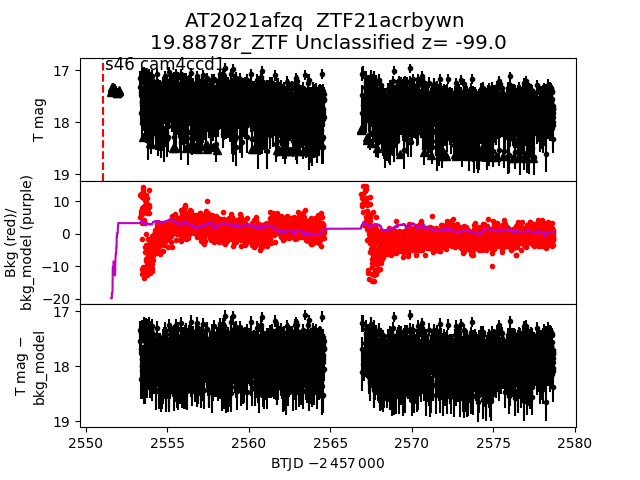 AT2021afzq  ZTF21acrbywn
19.8878r_ZTF Unclassified z= -99.0
s46 cam4ccd1
17
18
19
T mag
10
0
−10
−20
Bkg (red)/
bkg_model (purple)
17
18
19
T mag −
bkg_model
2550 2555 2560 2565 2570 2575 2580
BTJD −2 457 000